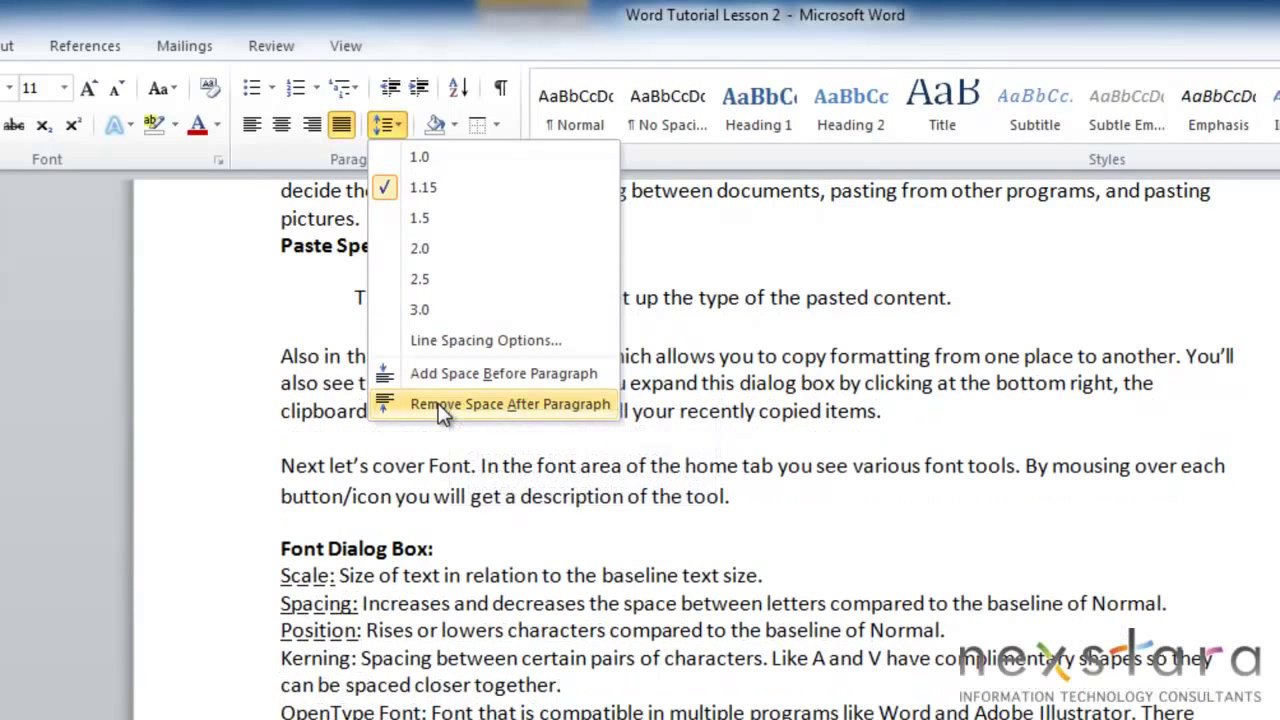 Word Tutorial Lesson 2 - Microsoft Word
ut References Mailings Review View
11 Aa
abc x₂ x² ab A
Font Paragr Styles
AaBbCcDc AaBbCcDc AaBbC AaBbCc AaB AaBbCc. AaBbCcD AaBbCcDc
¶ Normal ¶ No Spaci... Heading 1 Heading 2 Title Subtitle Subtle Em... Emphasis
1.0
1.15
1.5
2.0
2.5
3.0
Line Spacing Options...
Add Space Before Paragraph
Remove Space After Paragraph
decide the g between documents, pasting from other programs, and pasting
pictures.
Paste Spe
T t up the type of the pasted content.
Also in th hich allows you to copy formatting from one place to another. You’ll
also see t u expand this dialog box by clicking at the bottom right, the
clipboard ll your recently copied items.
Next let’s cover Font. In the font area of the home tab you see various font tools. By mousing over each
button/icon you will get a description of the tool.
Font Dialog Box:
Scale: Size of text in relation to the baseline text size.
Spacing: Increases and decreases the space between letters compared to the baseline of Normal.
Position: Rises or lowers characters compared to the baseline of Normal.
Kerning: Spacing between certain pairs of characters. Like A and V have complimentary shapes so they
can be spaced closer together.
OpenType Font: Font that is compatible in multiple programs like Word and Adobe Illustrator. There
nexstara
INFORMATION TECHNOLOGY CONSULTANTS